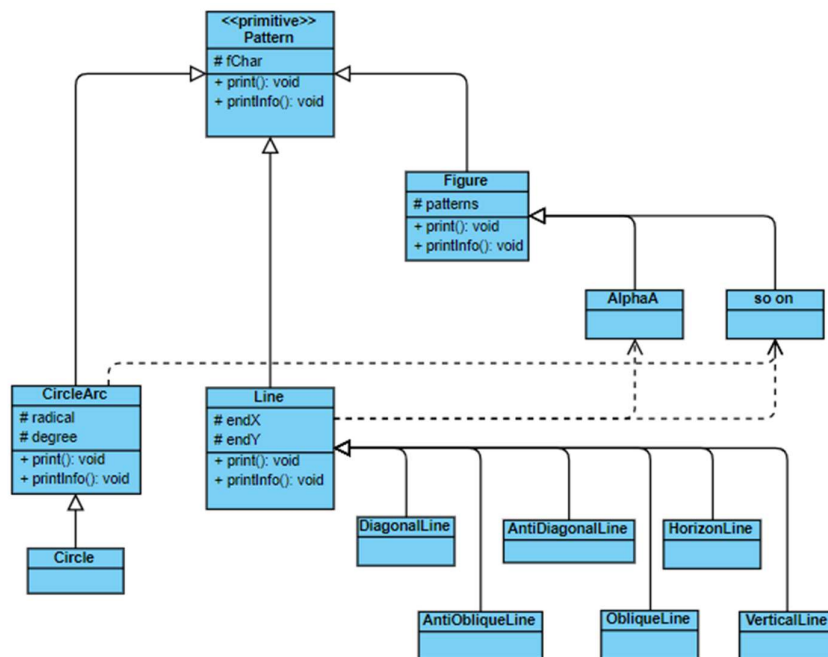 <<primitive>>
Pattern
# fChar
+ print(): void
+ printInfo(): void
Figure
# patterns
+ print(): void
+ printInfo(): void
AlphaA
so on
CircleArc
# radical
# degree
+ print(): void
+ printInfo(): void
Line
# endX
# endY
+ print(): void
+ printInfo(): void
Circle
DiagonalLine
AntiDiagonalLine
HorizonLine
AntiObliqueLine
ObliqueLine
VerticalLine